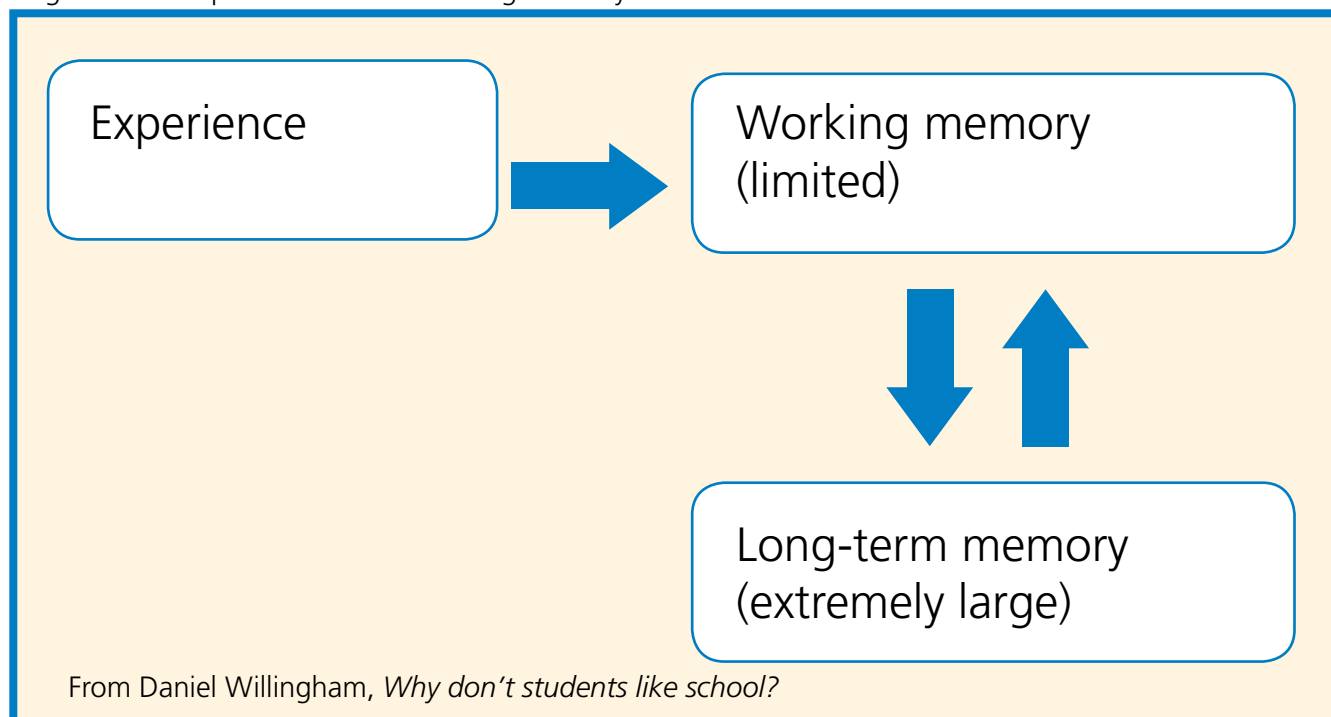 Experience
Working memory
(limited)
Long-term memory
(extremely large)
From Daniel Willingham, Why don’t students like school?